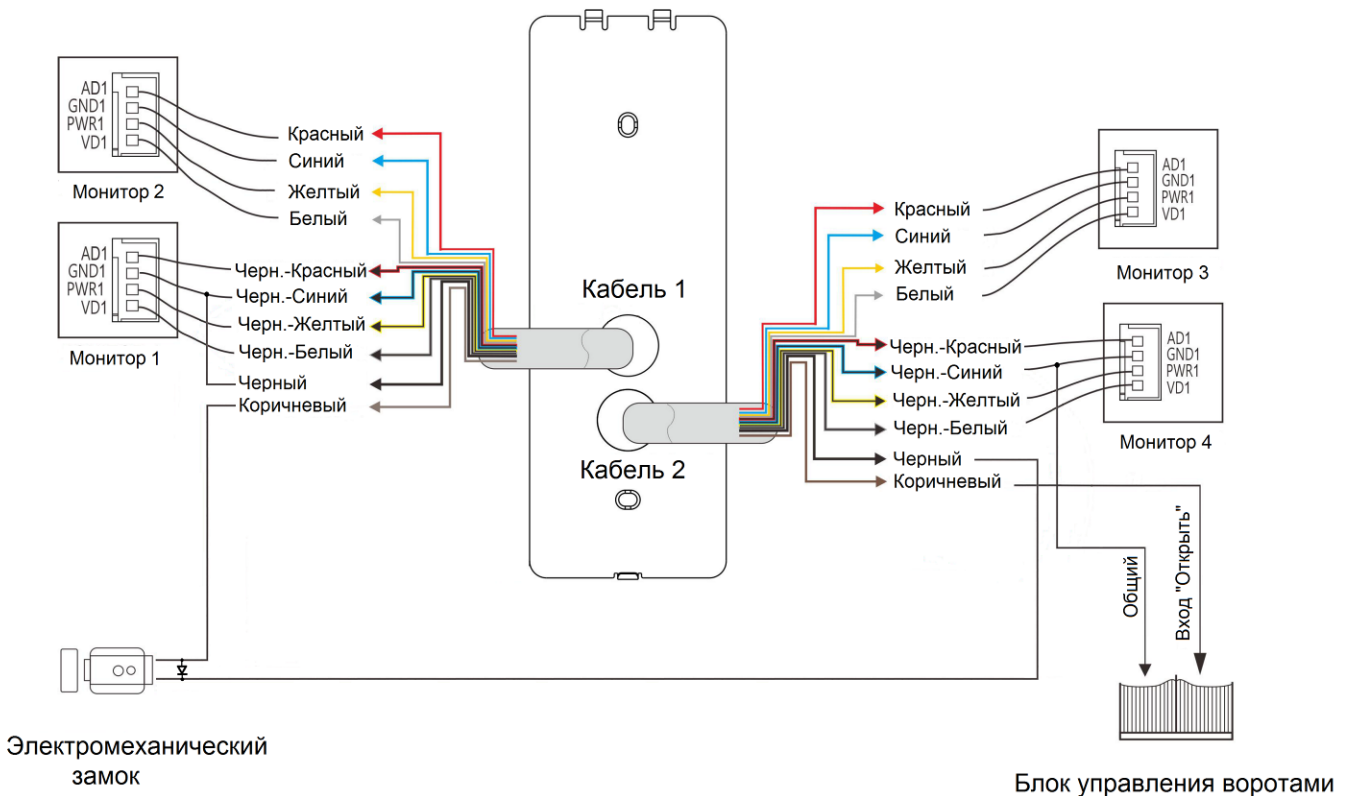 AD1
GND1
PWR1
VD1
Монитор 2
Красный
Синий
Желтый
Белый
AD1
GND1
PWR1
VD1
Монитор 1
Черн.-Красный
Черн.-Синий
Черн.-Желтый
Черн.-Белый
Черный
Коричневый
Кабель 1
Кабель 2
Красный
Синий
Желтый
Белый
AD1
GND1
PWR1
VD1
Монитор 3
Черн.-Красный
Черн.-Синий
Черн.-Желтый
Черн.-Белый
Черный
Коричневый
AD1
GND1
PWR1
VD1
Монитор 4
Общий
Вход "Открыть"
Электромеханический
замок
Блок управления воротами